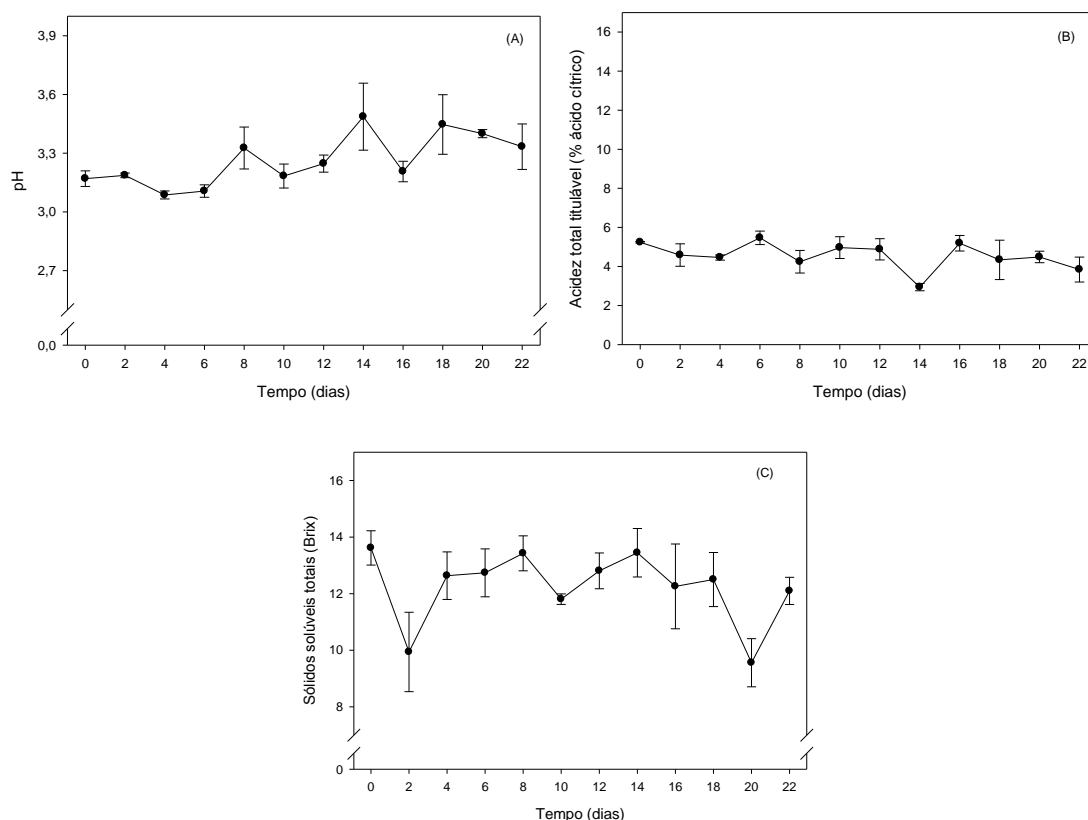 (A)
pH
3,9
3,6
3,3
3,0
2,7
0,0
0 2 4 6 8 10 12 14 16 18 20 22
Tempo (dias)
(B)
Acidez total titulável (% ácido cítrico)
16
14
12
10
8
6
4
2
0
0 2 4 6 8 10 12 14 16 18 20 22
Tempo (dias)
(C)
Sólidos solúveis totais (Brix)
16
14
12
10
8
0
0 2 4 6 8 10 12 14 16 18 20 22
Tempo (dias)